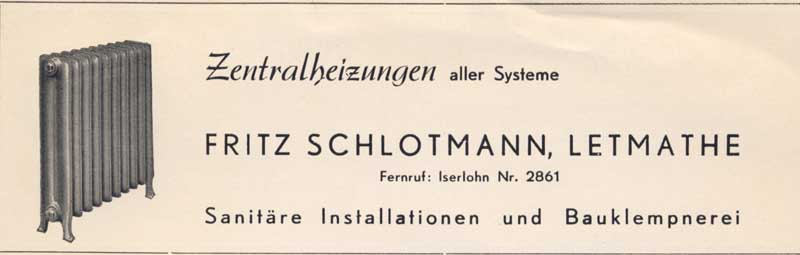 Zentralheizungen aller Systeme
FRITZ SCHLOTMANN, LETMATHE
Fernruf: Iserlohn Nr. 2861
Sanitäre Installationen und Bauklempnerei